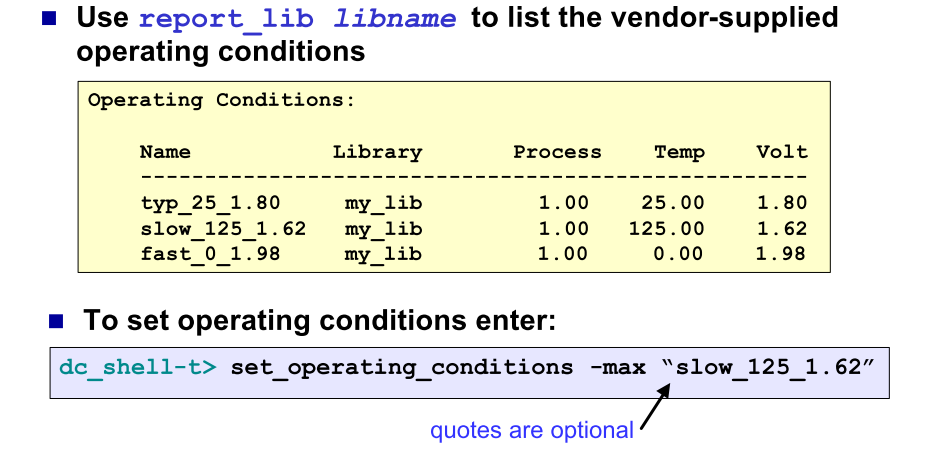 Use report_lib libname to list the vendor-supplied
operating conditions
Operating Conditions:
Name Library Process Temp Volt
----------------------------------------------------
typ_25_1.80 my_lib 1.00 25.00 1.80
slow_125_1.62 my_lib 1.00 125.00 1.62
fast_0_1.98 my_lib 1.00 0.00 1.98
To set operating conditions enter:
dc_shell-t> set_operating_conditions -max “slow_125_1.62”
quotes are optional